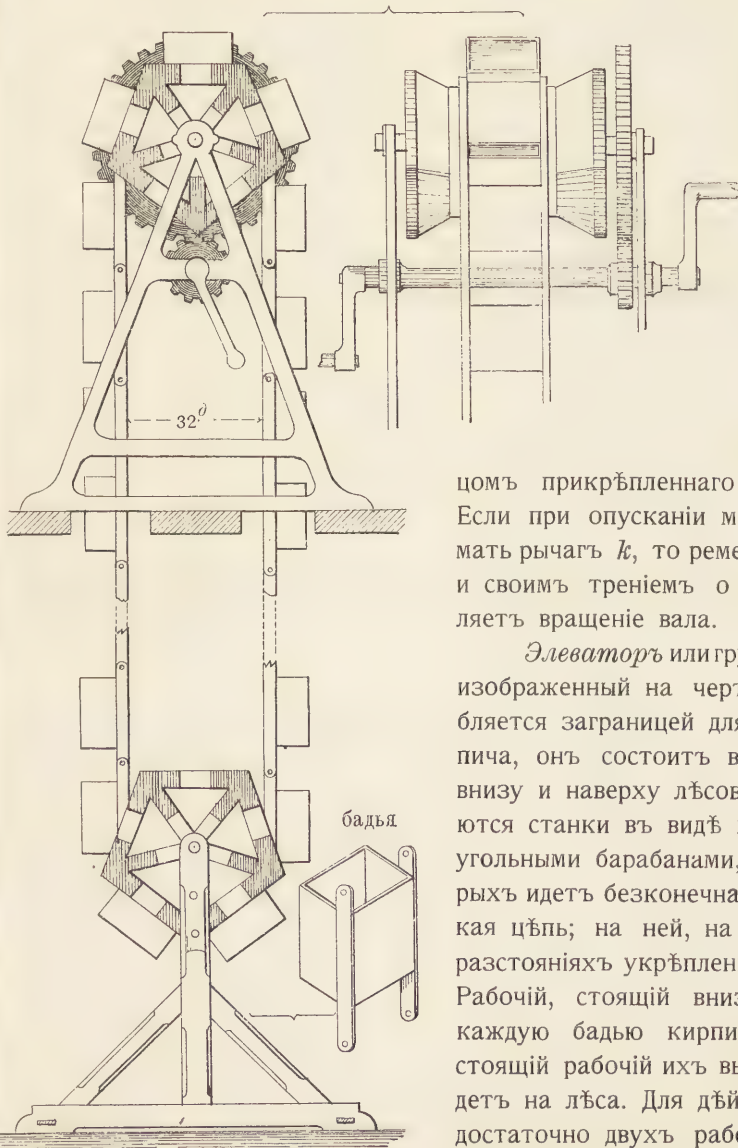 32 д
бадья
цомъ прикрѣпленнаго
Если при опусканіи м
мать рычагъ k, то реме
и своимъ треніемъ о
ляетъ вращеніе вала.
Элеваторъ или гр
изображенный на черт
бляется заграницей для
пича, онъ состоитъ в
внизу и наверху лѣсов
ются станки въ видѣ
угольными барабанами,
рыхъ идетъ безконечна
кая цѣпь; на ней, на
разстояніяхъ укрѣплен
Рабочій, стоящій вниз
каждую бадью кирпи
стоящій рабочій ихъ вы
детъ на лѣса. Для дѣй
достаточно двухъ рабо